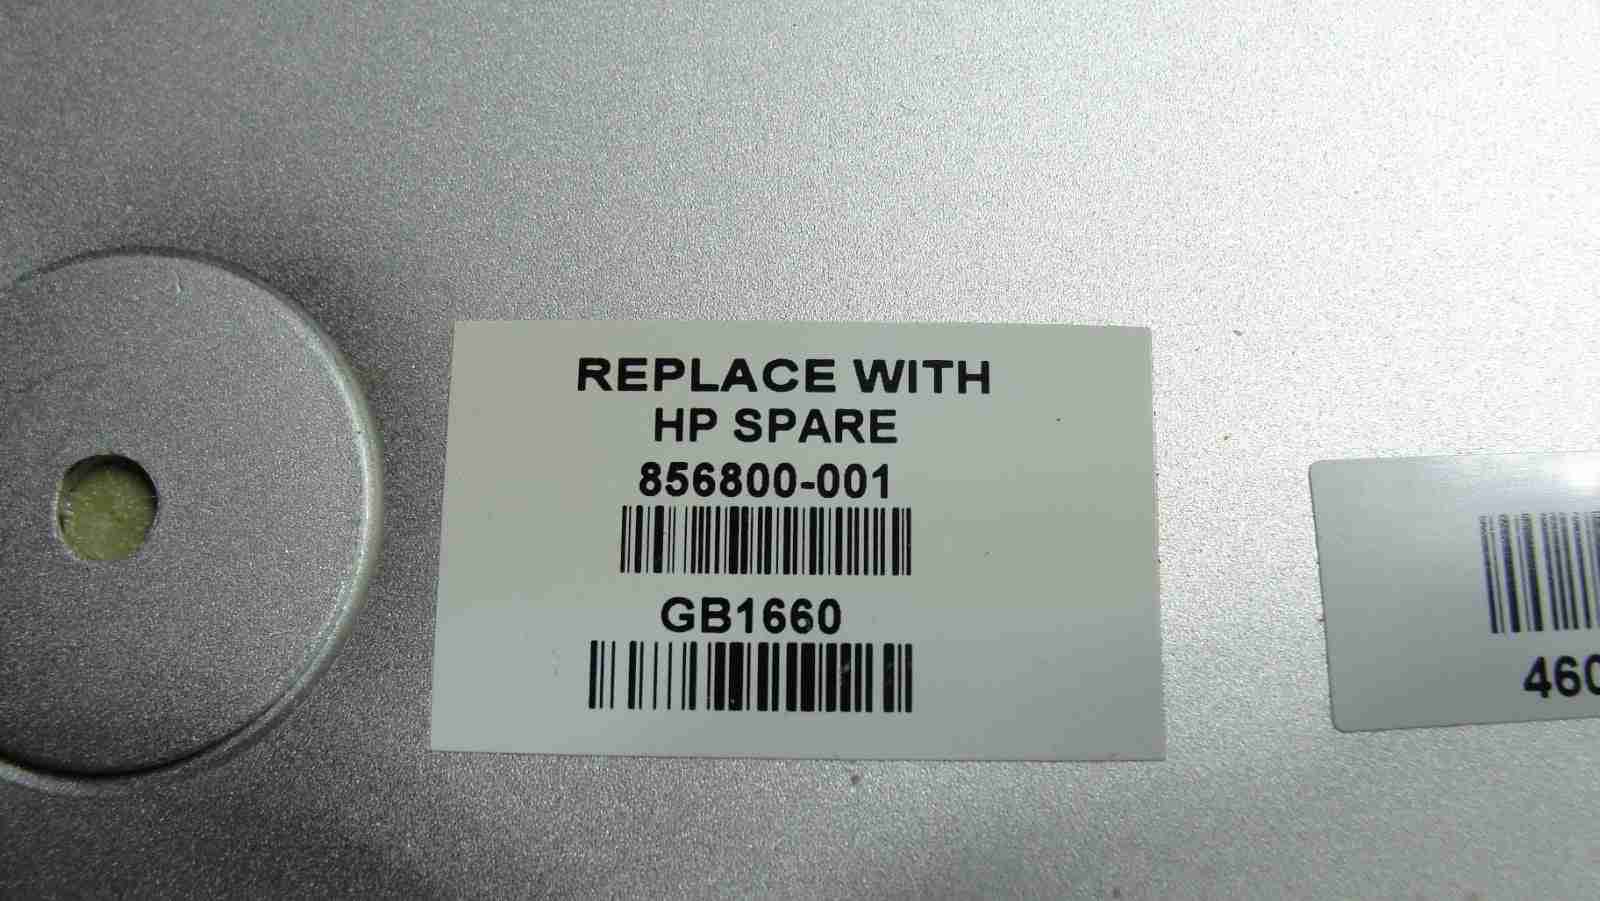 REPLACE WITH
HP SPARE
856800-001
GB1660
460